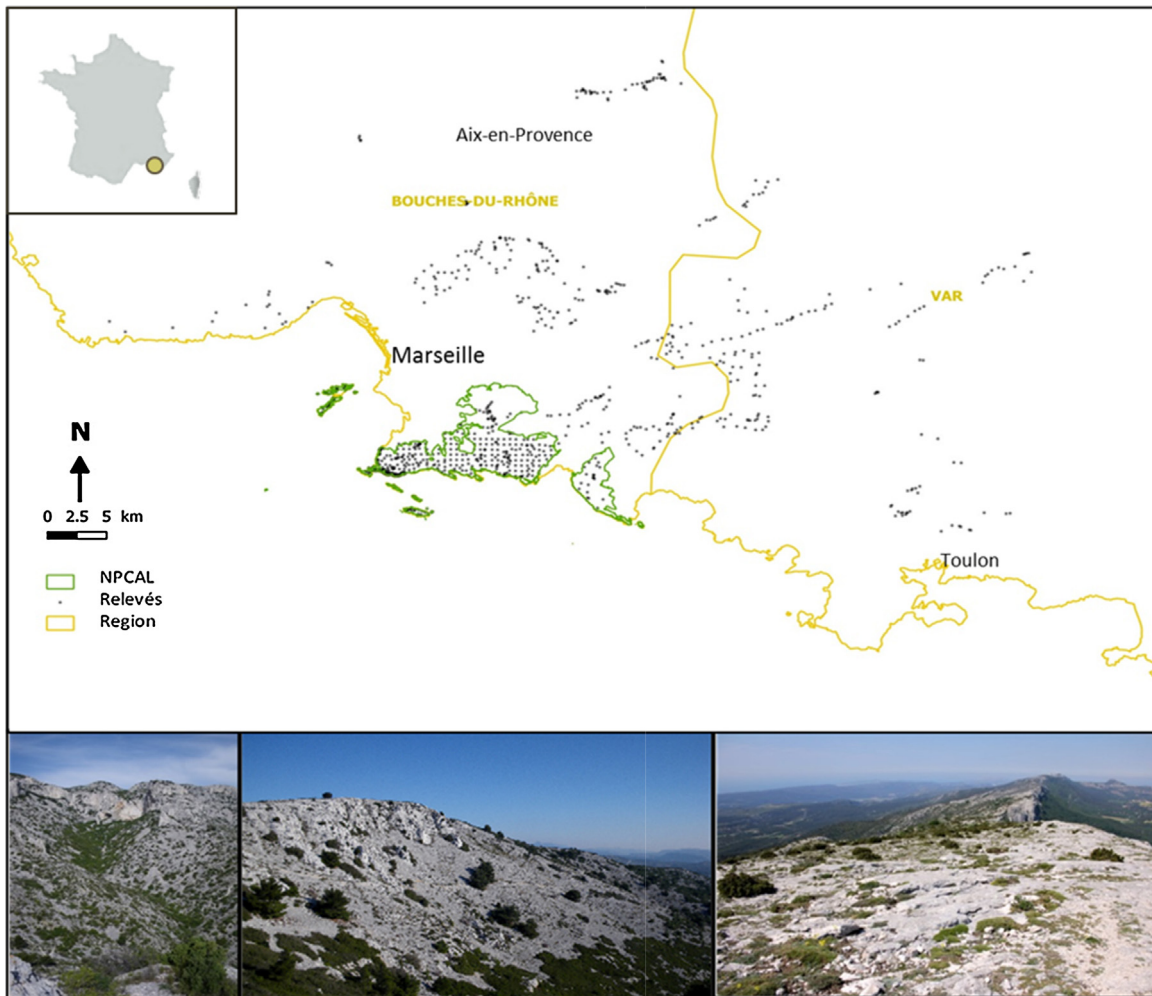 Aix-en-Provence
BOUCHES-DU-RHÔNE
VAR
Marseille
N
0 2.5 5 km
Toulon
NPCAL
Relevés
Region